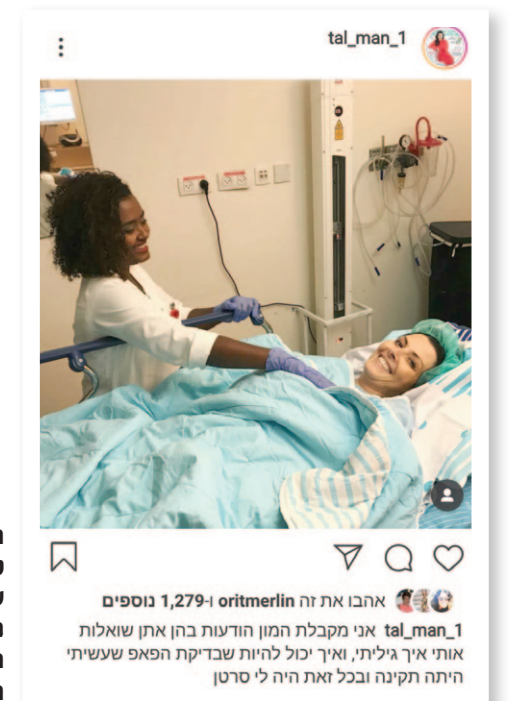 tal_man_1
אהבו את זה oritmerlin ו-1,279 נוספים
tal_man_1 אני מקבלת המון הודעות בהן אתן שואלות
אותי איך גיליתי, ואיך יכול להיות שבדיקת הפאפ שעשיתי
היתה תקינה ובכל זאת היה לי סרטן